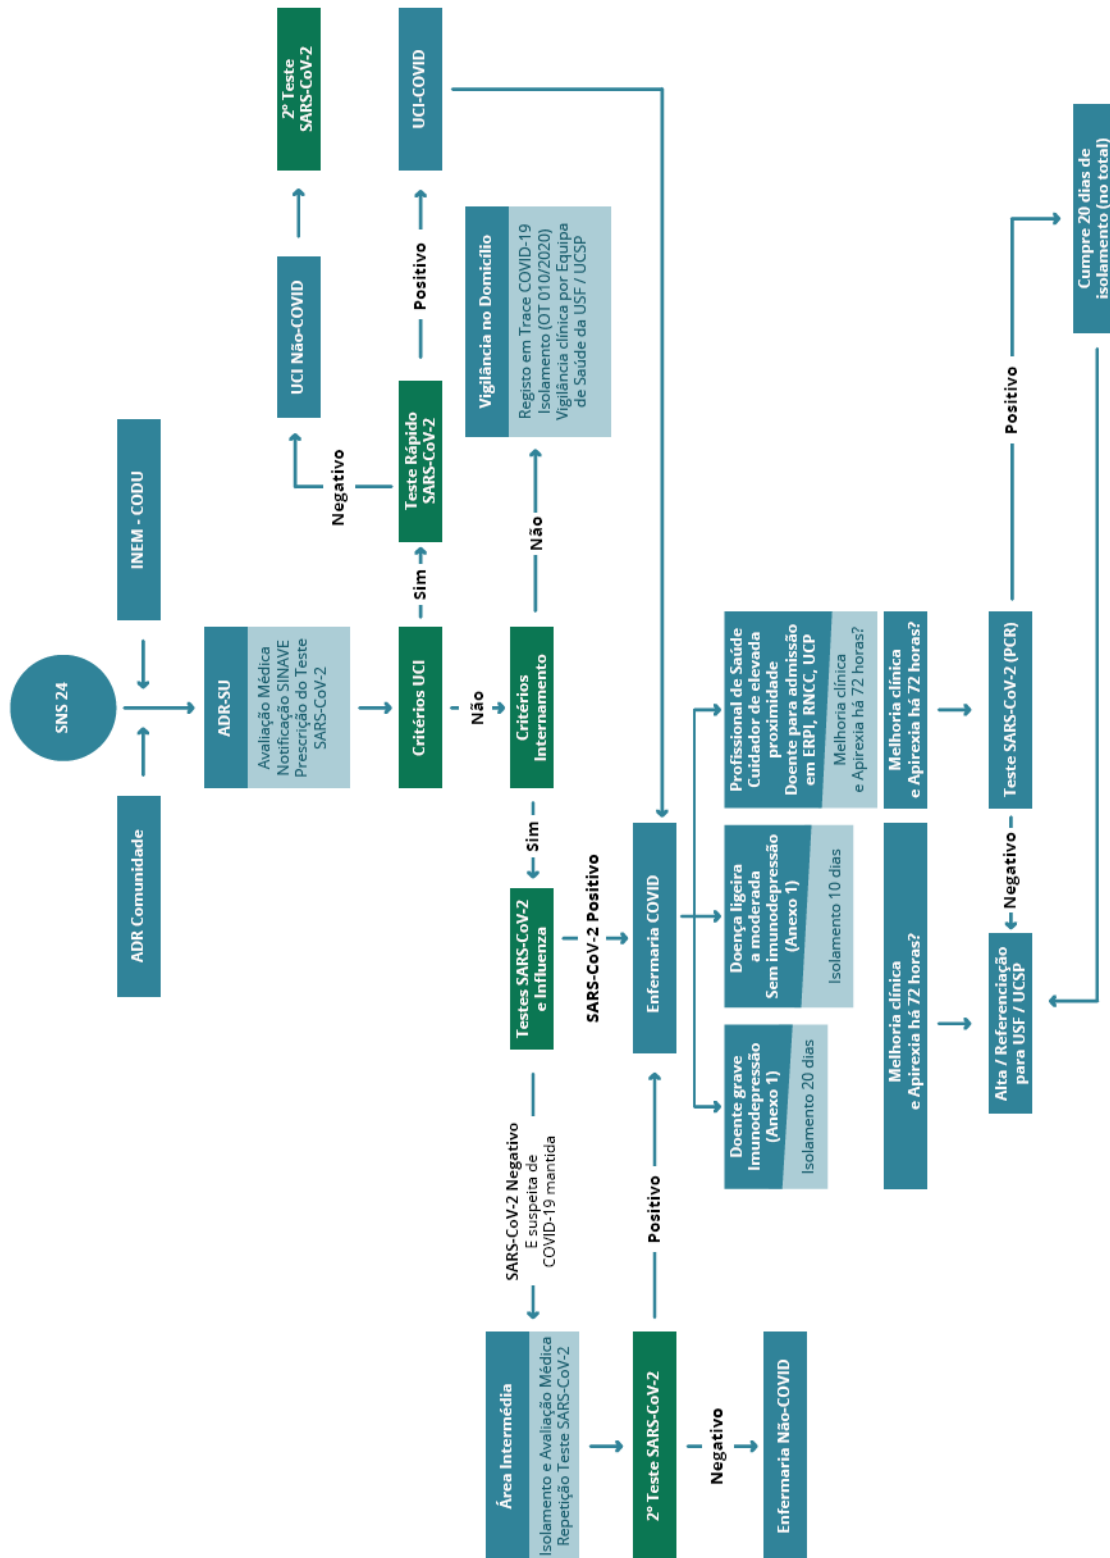 SNS 24
ADR Comunidade
INEM - CODU
ADR-SU
Avaliação Médica
Notificação SINAVE
Prescrição do Teste
SARS-CoV-2
Critérios UCI
Sim
Teste Rápido
SARS-CoV-2
Negativo
UCI Não-COVID
2º Teste
SARS-CoV-2
Positivo
UCI-COVID
Não
Critérios
Internamento
Não
Vigilância no Domicílio
Registo em Trace COVID-19
Isolamento (OT 010/2020)
Vigilância clínica por Equipa
de Saúde da USF / UCSP
Sim
Testes SARS-CoV-2
e Influenza
SARS-CoV-2 Negativo
E suspeita de
COVID-19 mantida
Área Intermédia
Isolamento e Avaliação Médica
Repetição Teste SARS-CoV-2
2º Teste SARS-CoV-2
Negativo
Enfermaria Não-COVID
Positivo
SARS-CoV-2 Positivo
Enfermaria COVID
Doente grave
Imunodepressão
(Anexo 1)
Isolamento 20 dias
Doença ligeira
a moderada
Sem imunodepressão
(Anexo 1)
Isolamento 10 dias
Profissional de Saúde
Cuidador de elevada
proximidade
Doente para admissão
em ERPI, RNCC, UCP
Melhoria clínica
e Apirexia há 72 horas?
Melhoria clínica
e Apirexia há 72 horas?
Melhoria clínica
e Apirexia há 72 horas?
Alta / Referenciação
para USF / UCSP
Negativo
Teste SARS-CoV-2 (PCR)
Positivo
Cumpre 20 dias de
isolamento (no total)